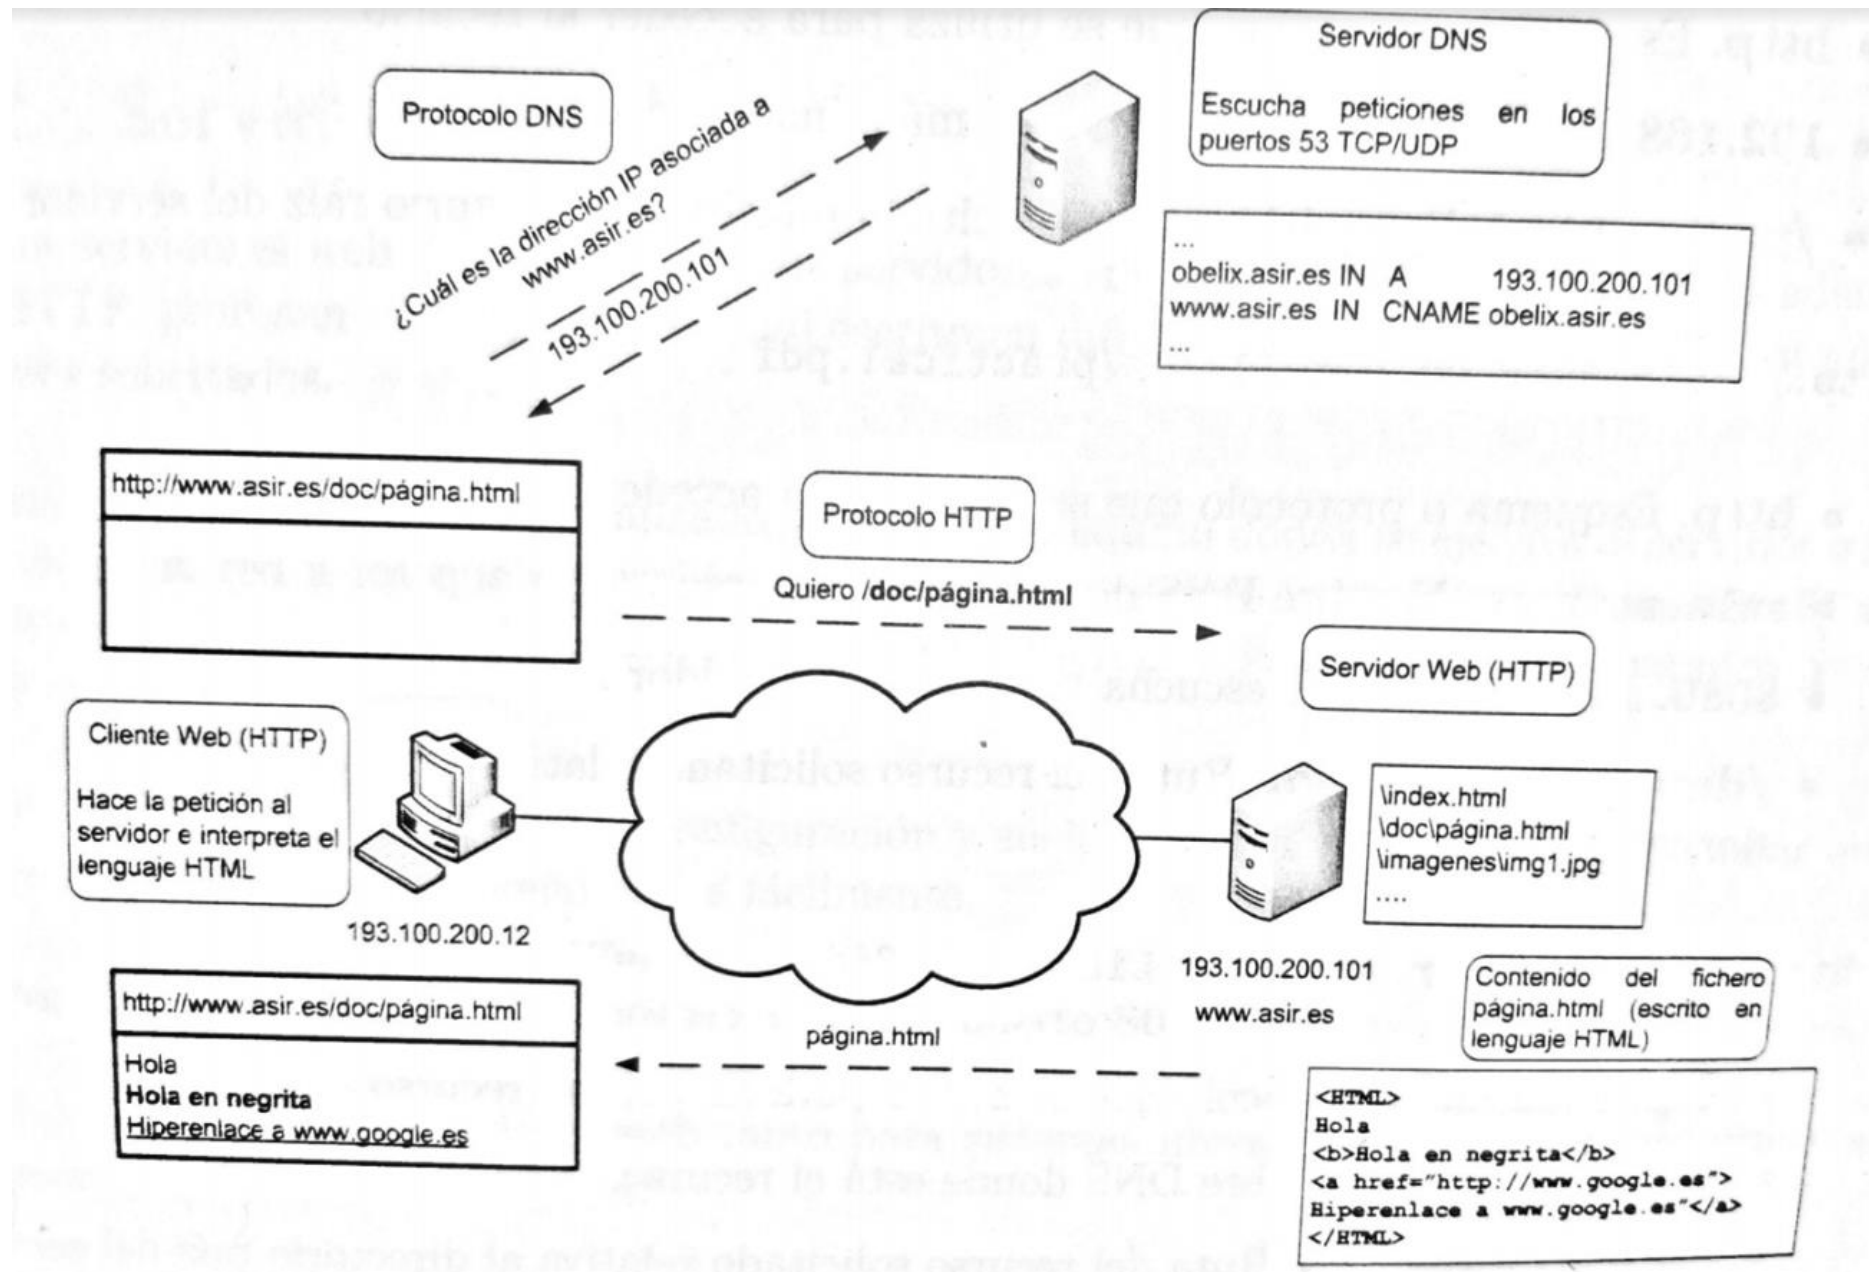 Servidor DNS
Escucha peticiones en los
puertos 53 TCP/UDP
Protocolo DNS
¿Cuál es la dirección IP asociada a
www.asir.es?
193.100.200.101
...
obelix.asir.es IN A 193.100.200.101
www.asir.es IN CNAME obelix.asir.es
...
http://www.asir.es/doc/página.html
Protocolo HTTP
Quiero /doc/página.html
Servidor Web (HTTP)
Cliente Web (HTTP)
Hace la petición al
servidor e interpreta el
lenguaje HTML
193.100.200.12
\index.html
\doc\página.html
\imagenes\img1.jpg
....
193.100.200.101
www.asir.es
Contenido del fichero
página.html (escrito en
lenguaje HTML)
página.html
http://www.asir.es/doc/página.html
Hola
Hola en negrita
Hiperenlace a www.google.es
<HTML>
Hola
<b>Hola en negrita</b>
<a href="http://www.google.es">
Hiperenlace a www.google.es"</a>
</HTML>